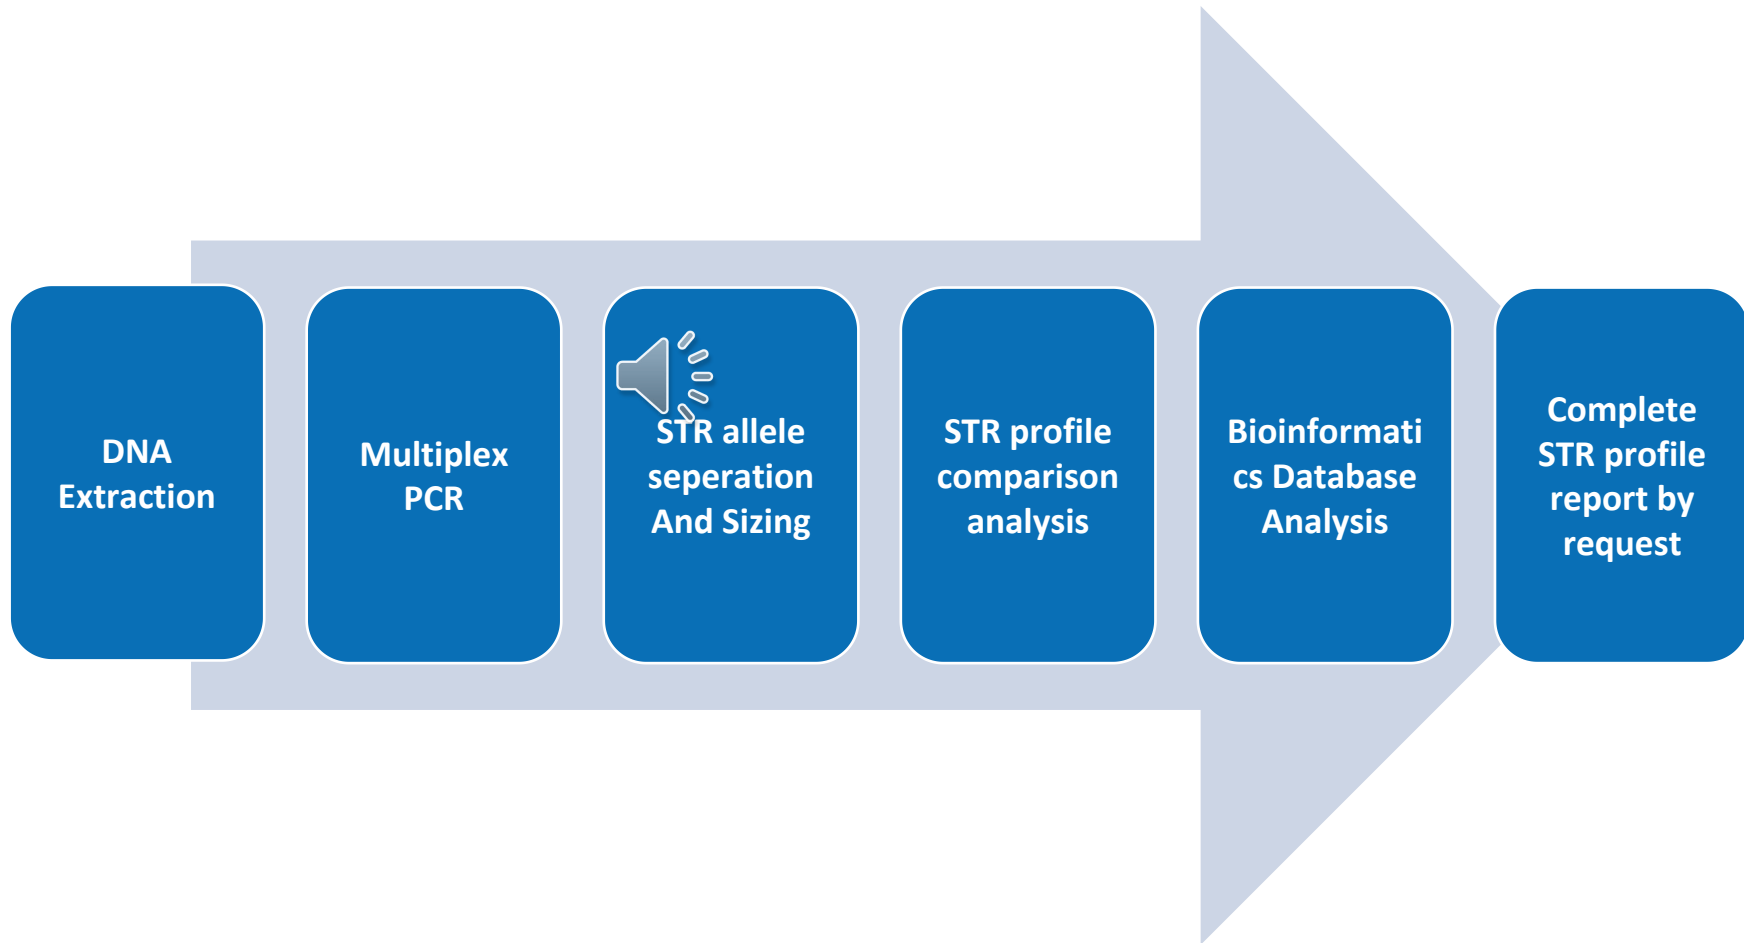 DNA
Extraction
Multiplex
PCR
STR allele
seperation
And Sizing
STR profile
comparison
analysis
Bioinformati
cs Database
Analysis
Complete
STR profile
report by
request